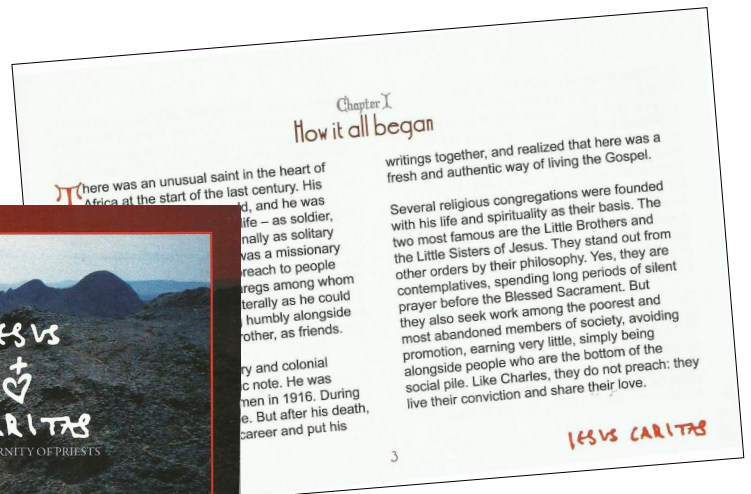 Chapter I
How it all began
There was an unusual saint in the heart of
Africa at the start of the last century. His
d, and he was
life – as soldier,
nally as solitary
was a missionary
reach to people
regs among whom
terally as he could
humbly alongside
rother, as friends.
ry and colonial
c note. He was
men in 1916. During
e. But after his death,
career and put his
writings together, and realized that here was a
fresh and authentic way of living the Gospel.
Several religious congregations were founded
with his life and spirituality as their basis. The
two most famous are the Little Brothers and
the Little Sisters of Jesus. They stand out from
other orders by their philosophy. Yes, they are
contemplatives, spending long periods of silent
prayer before the Blessed Sacrament. But
they also seek work among the poorest and
most abandoned members of society, avoiding
promotion, earning very little, simply being
alongside people who are the bottom of the
social pile. Like Charles, they do not preach: they
live their conviction and share their love.
JESUS CARITAS
3
ESUS
RITAS
RNITY OF PRIESTS